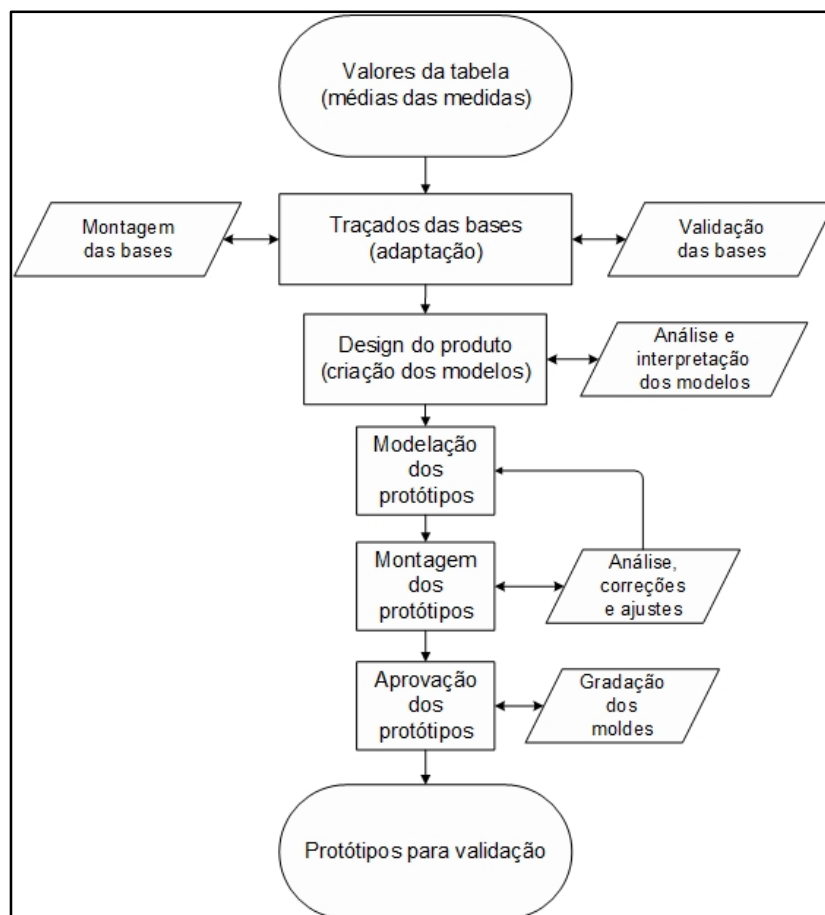 Valores da tabela
(médias das medidas)
Montagem
das bases
Traçados das bases
(adaptação)
Validação
das bases
Design do produto
(criação dos modelos)
Análise e
interpretação
dos modelos
Modelação
dos
protótipos
Montagem
dos
protótipos
Análise,
correções
e ajustes
Aprovação
dos
protótipos
Gradação
dos
moldes
Protótipos para validação